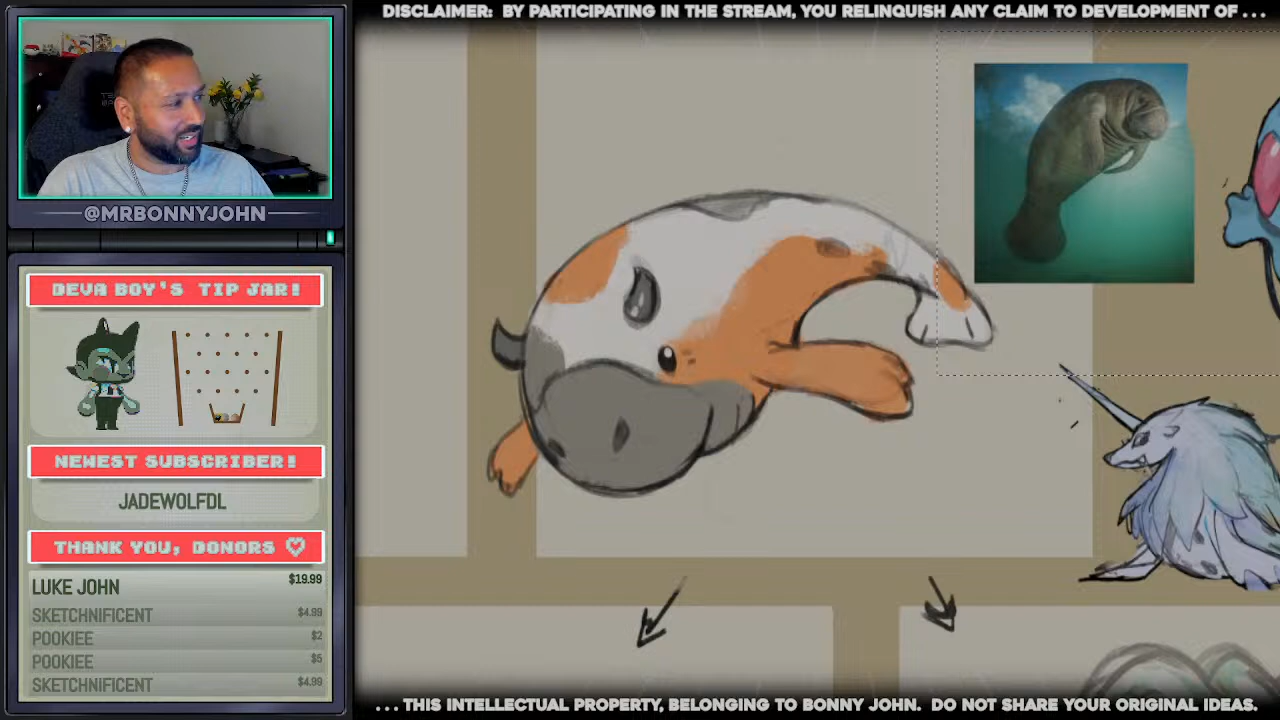 DISCLAIMER: BY PARTICIPATING IN THE STREAM, YOU RELINQUISH ANY CLAIM TO DEVELOPMENT OF . . .
@MRBONNYJOHN
DEVA BOY'S TIP JAR!
NEWEST SUBSCRIBER!
JADEWOLFDL
THANK YOU, DONORS
LUKE JOHN $19.99
SKETCHNIFICENT $4.99
POOKIEE $2
POOKIEE $5
SKETCHNIFICENT $4.99
. . . THIS INTELLECTUAL PROPERTY, BELONGING TO BONNY JOHN. DO NOT SHARE YOUR ORIGINAL IDEAS.